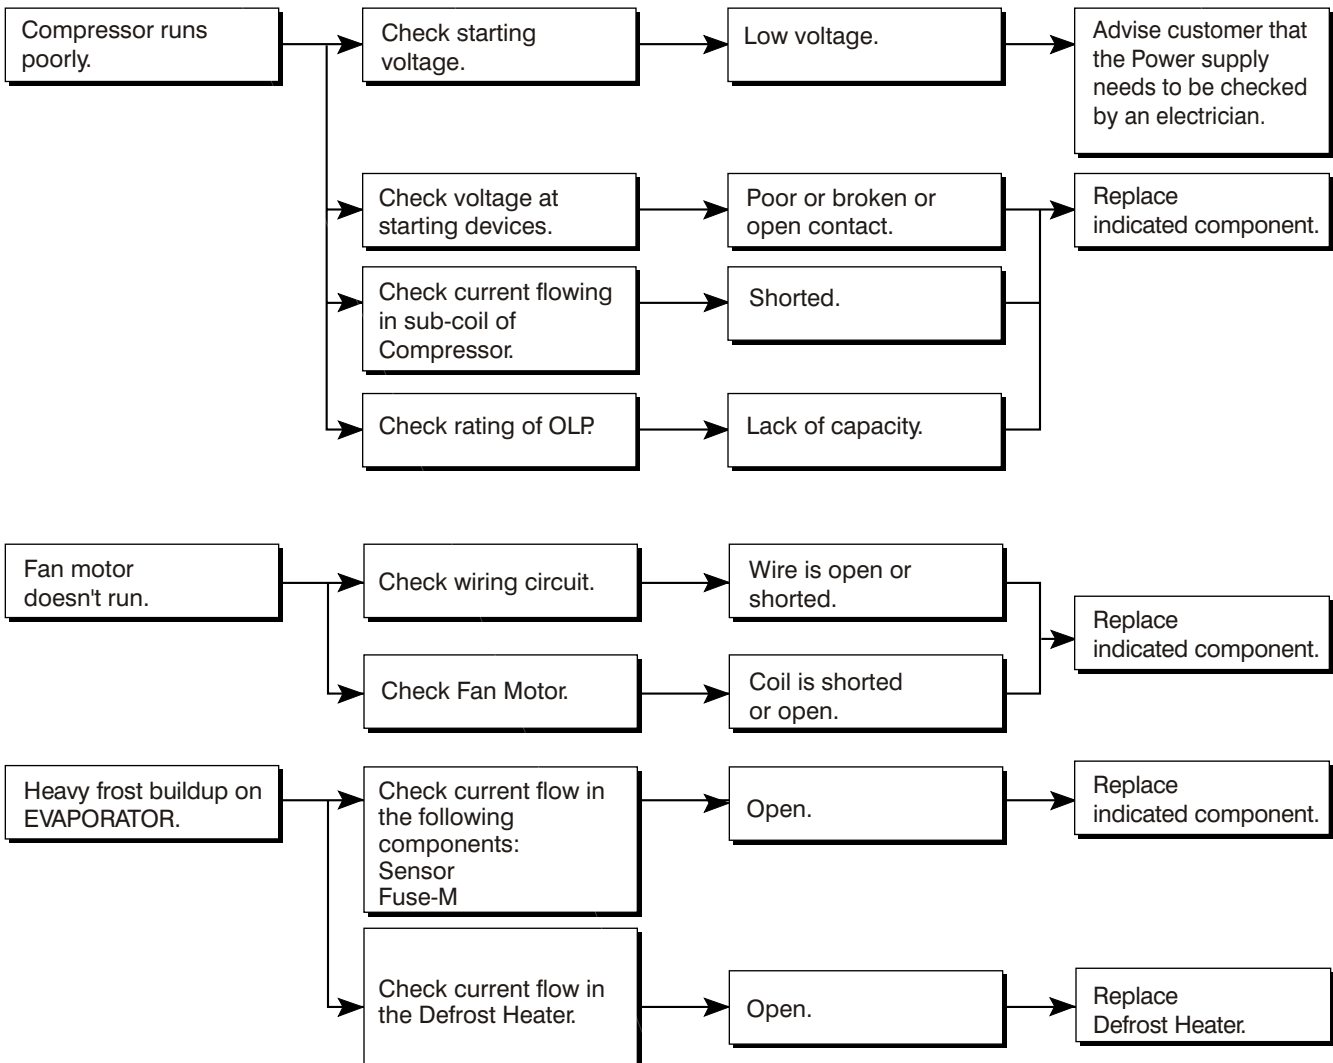 Compressor runs
poorly.
Check starting
voltage.
Low voltage.
Advise customer that
the Power supply
needs to be checked
by an electrician.
Check voltage at
starting devices.
Poor or broken or
open contact.
Replace
indicated component.
Check current flowing
in sub-coil of
Compressor.
Shorted.
Check rating of OLP.
Lack of capacity.
Fan motor
doesn't run.
Check wiring circuit.
Wire is open or
shorted.
Replace
indicated component.
Check Fan Motor.
Coil is shorted
or open.
Heavy frost buildup on
EVAPORATOR.
Check current flow in
the following
components:
Sensor
Fuse-M
Open.
Replace
indicated component.
Check current flow in
the Defrost Heater.
Open.
Replace
Defrost Heater.